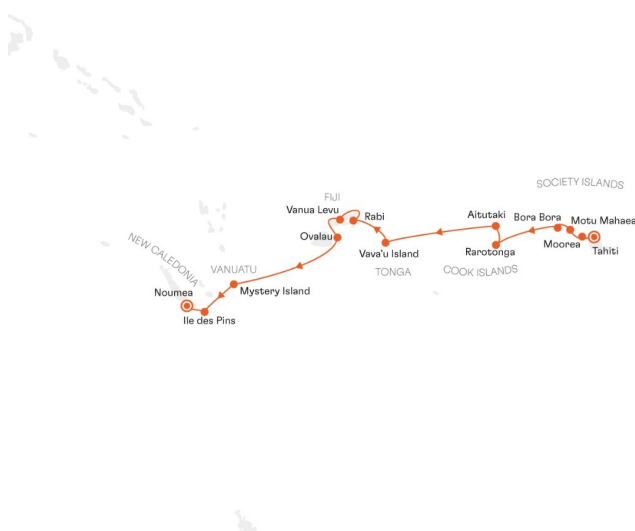 SOCIETY ISLANDS
FIJI
Vanua Levu
Rabi
Aitutaki
Bora Bora
Motu Mahaea
Ovalau
Vava'u Island
Rarotonga
Moorea
Tahiti
NEW CALEDONIA
VANUATU
TONGA
COOK ISLANDS
Noumea
Mystery Island
Ile des Pins